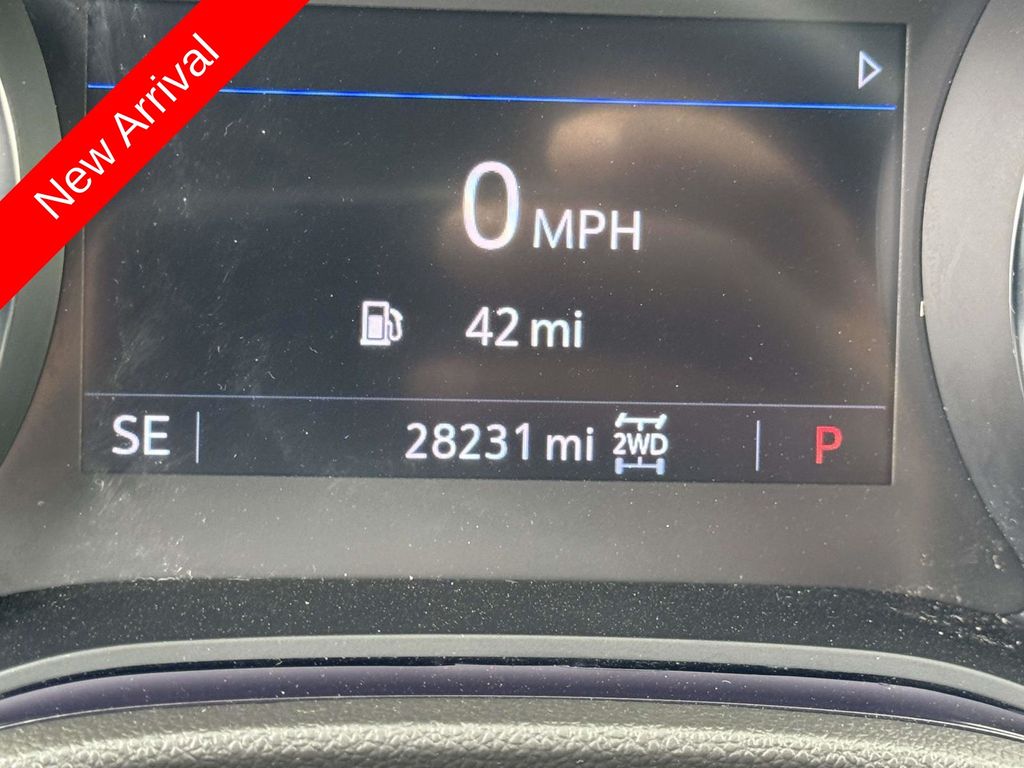 New Arrival
0 MPH
42 mi
SE 28231 mi 2WD P